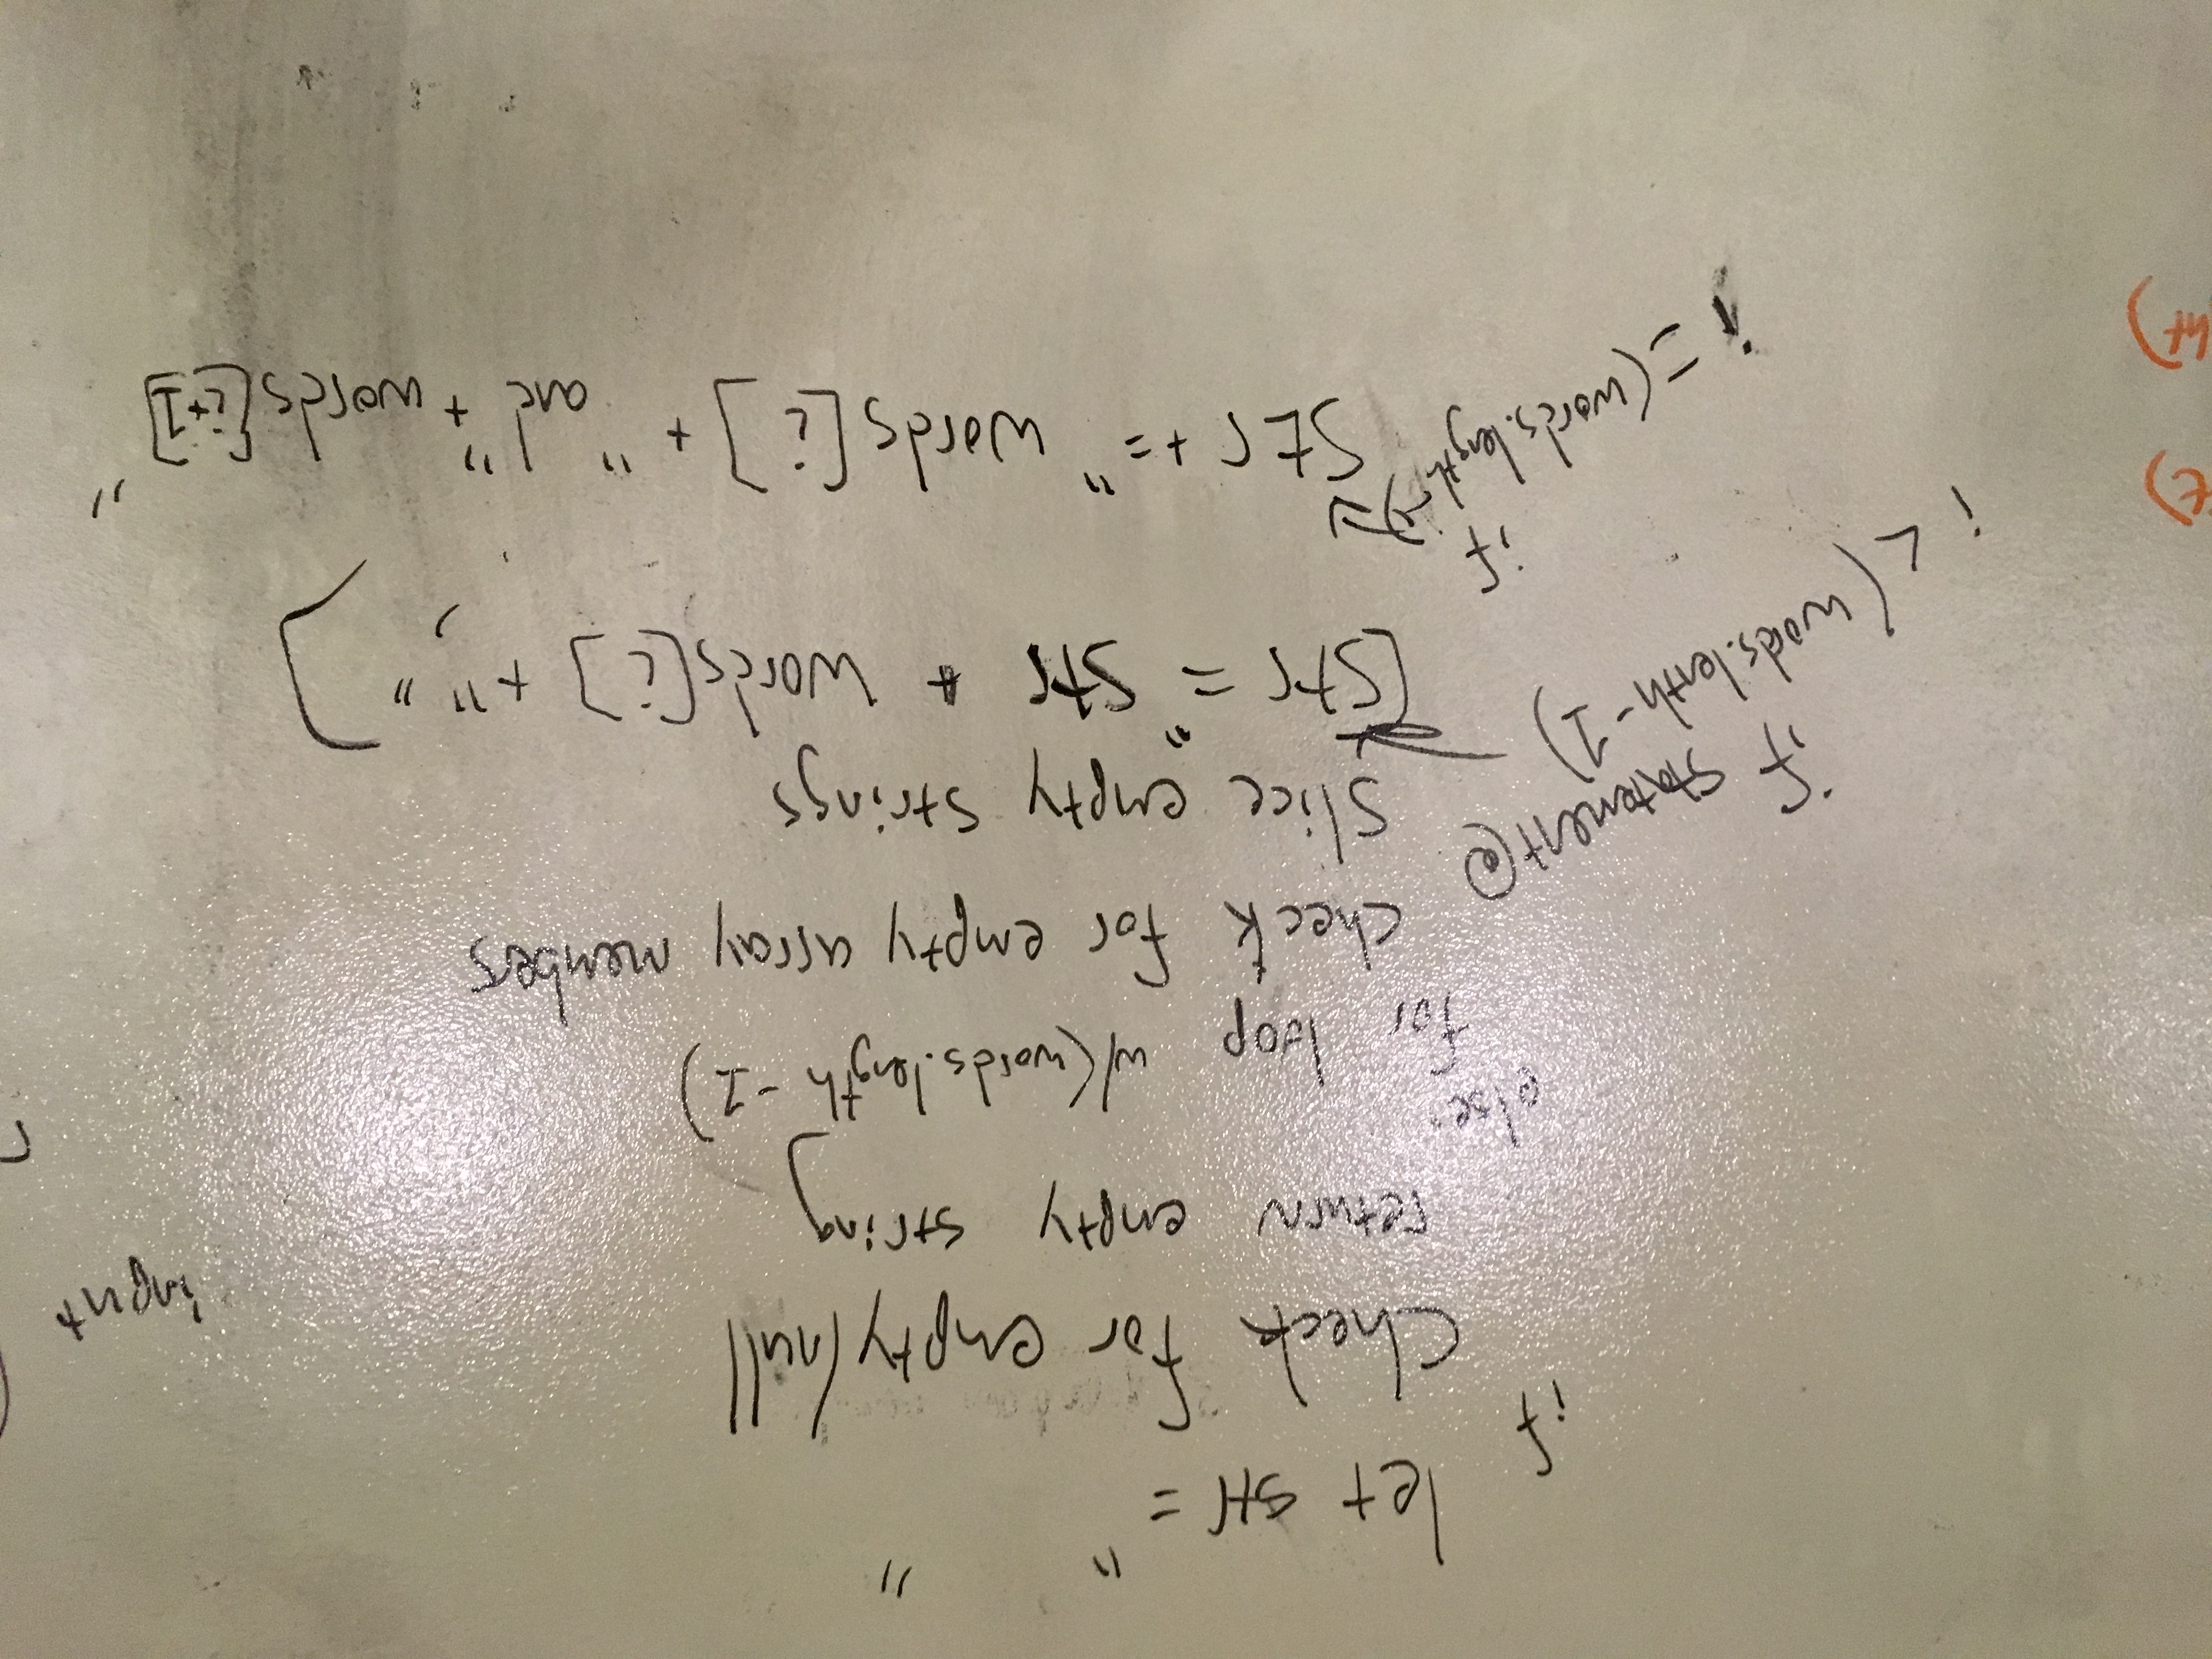 let str = " "
if
Check for empty/null
input
return empty string
else
for loop w/(words.length -1)
check for empty array members
if statement @
i < (words.lenth-1)
Slice empty strings
[Str = " Str + words[i] + ", "]
if
i = (words.length-1)
Str += " words[i] + "and" + words[i+1] "
t)